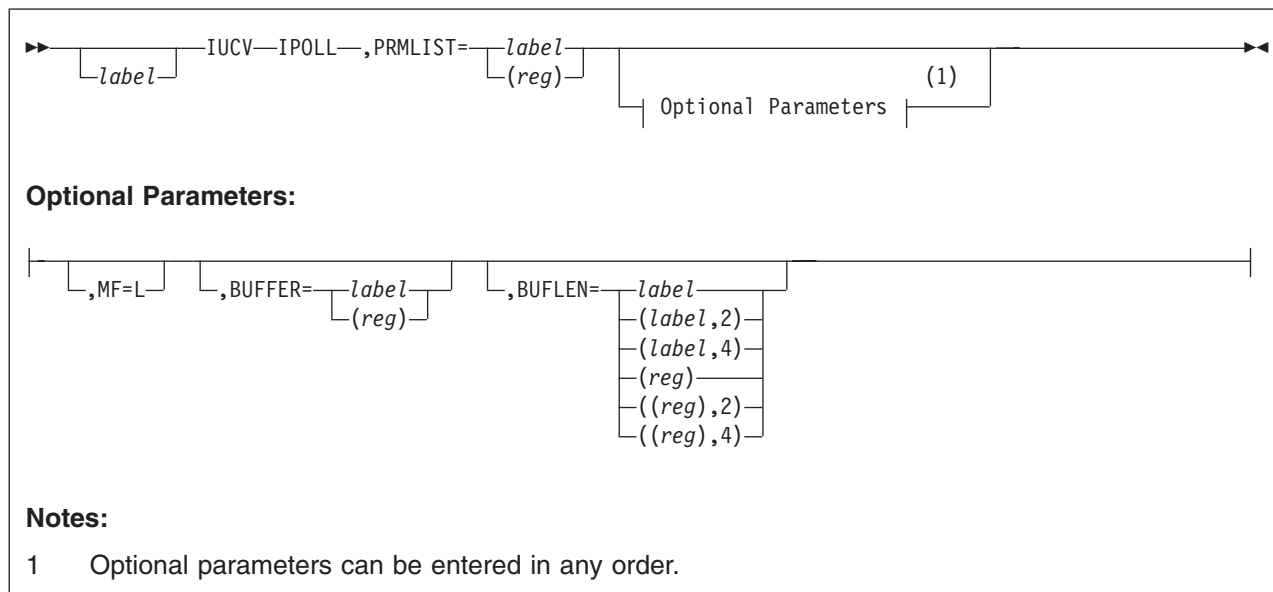 IUCV IPOLL ,PRMLIST= label
label (reg) (1)
Optional Parameters
Optional Parameters:
,MF=L ,BUFFER= label ,BUFLEN= label
(reg) (label,2)
(label,4)
(reg)
((reg),2)
((reg),4)
Notes:
1 Optional parameters can be entered in any order.